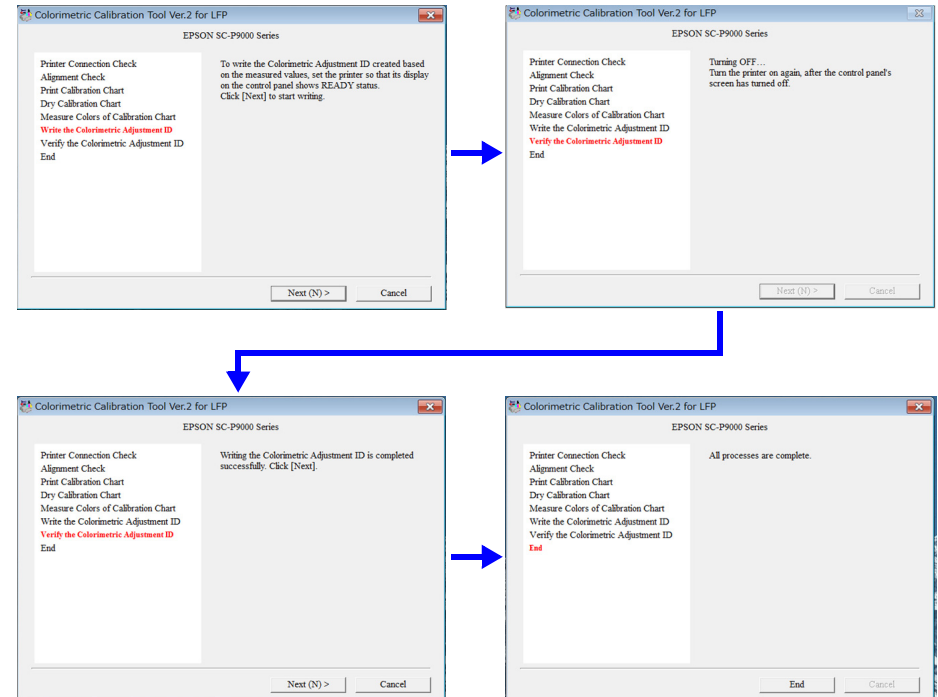 Colorimetric Calibration Tool Ver.2 for LFP
EPSON SC-P9000 Series
Printer Connection Check
Alignment Check
Print Calibration Chart
Dry Calibration Chart
Measure Colors of Calibration Chart
Write the Colorimetric Adjustment ID
Verify the Colorimetric Adjustment ID
End
To write the Colorimetric Adjustment ID created based
on the measured values, set the printer so that its display
on the control panel shows READY status.
Click [Next] to start writing.
Next (N) >
Cancel
Colorimetric Calibration Tool Ver.2 for LFP
EPSON SC-P9000 Series
Printer Connection Check
Alignment Check
Print Calibration Chart
Dry Calibration Chart
Measure Colors of Calibration Chart
Write the Colorimetric Adjustment ID
Verify the Colorimetric Adjustment ID
End
Turning OFF...
Turn the printer on again, after the control panel's
screen has turned off.
Next (N) >
Cancel
Colorimetric Calibration Tool Ver.2 for LFP
EPSON SC-P9000 Series
Printer Connection Check
Alignment Check
Print Calibration Chart
Dry Calibration Chart
Measure Colors of Calibration Chart
Write the Colorimetric Adjustment ID
Verify the Colorimetric Adjustment ID
End
Writing the Colorimetric Adjustment ID is completed
successfully. Click [Next].
Next (N) >
Cancel
Colorimetric Calibration Tool Ver.2 for LFP
EPSON SC-P9000 Series
Printer Connection Check
Alignment Check
Print Calibration Chart
Dry Calibration Chart
Measure Colors of Calibration Chart
Write the Colorimetric Adjustment ID
Verify the Colorimetric Adjustment ID
End
All processes are complete.
End
Cancel